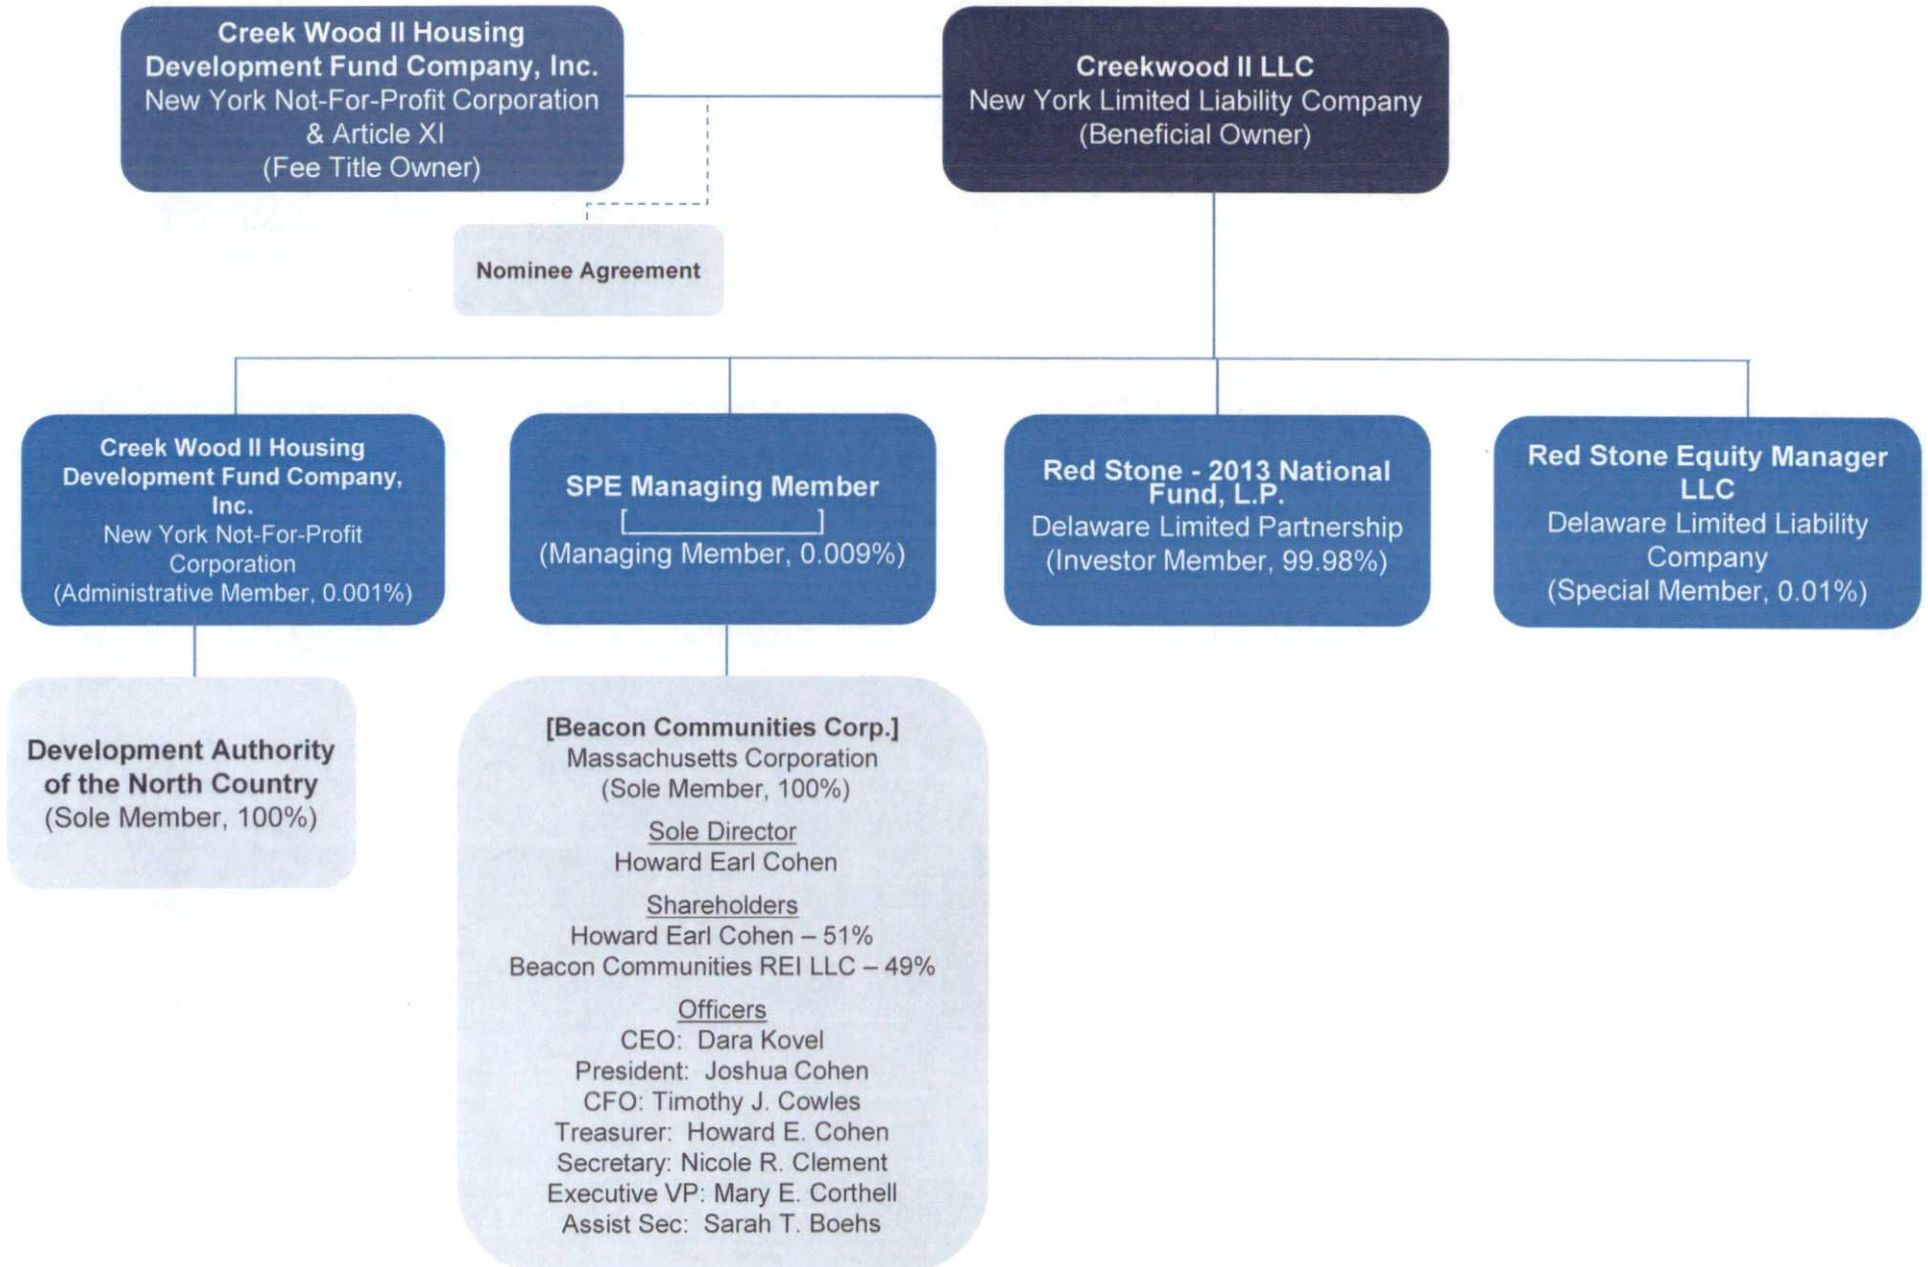 Creek Wood II Housing
Development Fund Company, Inc.
New York Not-For-Profit Corporation
& Article XI
(Fee Title Owner)
Creekwood II LLC
New York Limited Liability Company
(Beneficial Owner)
Nominee Agreement
Creek Wood II Housing
Development Fund Company,
Inc.
New York Not-For-Profit
Corporation
(Administrative Member, 0.001%)
SPE Managing Member
[____________]
(Managing Member, 0.009%)
Red Stone - 2013 National
Fund, L.P.
Delaware Limited Partnership
(Investor Member, 99.98%)
Red Stone Equity Manager
LLC
Delaware Limited Liability
Company
(Special Member, 0.01%)
Development Authority
of the North Country
(Sole Member, 100%)
[Beacon Communities Corp.]
Massachusetts Corporation
(Sole Member, 100%)
Sole Director
Howard Earl Cohen
Shareholders
Howard Earl Cohen – 51%
Beacon Communities REI LLC – 49%
Officers
CEO: Dara Kovel
President: Joshua Cohen
CFO: Timothy J. Cowles
Treasurer: Howard E. Cohen
Secretary: Nicole R. Clement
Executive VP: Mary E. Corthell
Assist Sec: Sarah T. Boehs